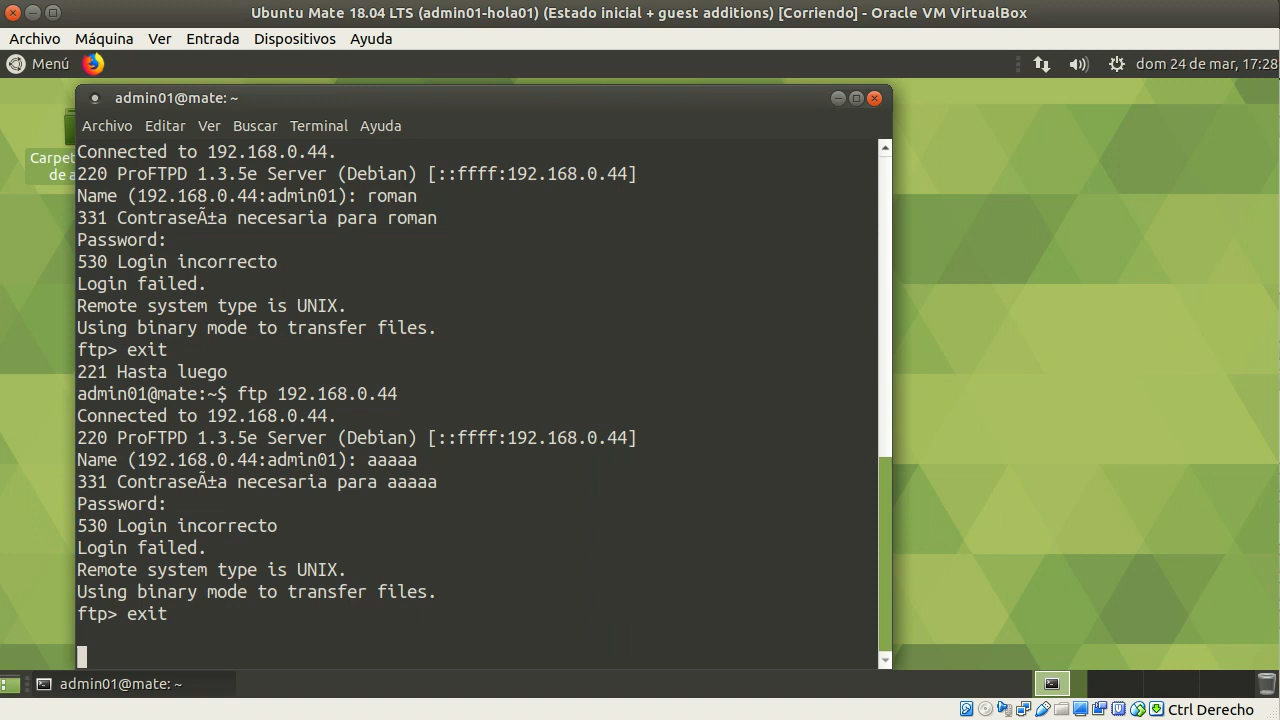 Ubuntu Mate 18.04 LTS (admin01-hola01) (Estado inicial + guest additions) [Corriendo] - Oracle VM VirtualBox
Archivo Máquina Ver Entrada Dispositivos Ayuda
Menú dom 24 de mar, 17:28
admin01@mate: ~
Archivo Editar Ver Buscar Terminal Ayuda
Connected to 192.168.0.44.
220 ProFTPD 1.3.5e Server (Debian) [::ffff:192.168.0.44]
Name (192.168.0.44:admin01): roman
331 ContraseÃ±a necesaria para roman
Password:
530 Login incorrecto
Login failed.
Remote system type is UNIX.
Using binary mode to transfer files.
ftp> exit
221 Hasta luego
admin01@mate:~$ ftp 192.168.0.44
Connected to 192.168.0.44.
220 ProFTPD 1.3.5e Server (Debian) [::ffff:192.168.0.44]
Name (192.168.0.44:admin01): aaaaa
331 ContraseÃ±a necesaria para aaaaa
Password:
530 Login incorrecto
Login failed.
Remote system type is UNIX.
Using binary mode to transfer files.
ftp> exit
Carpet
de a
admin01@mate: ~
Ctrl Derecho